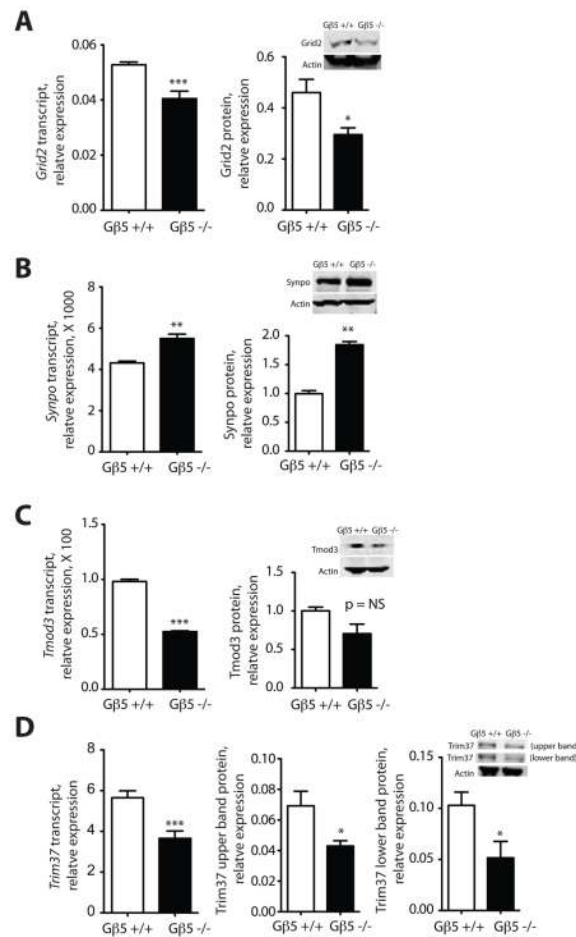 A
Gβ5 +/+ Gβ5 -/-
Grid2
Actin
Grid2 transcript,
relatve expression
0.06
0.04
0.02
0.00
Gβ5 +/+ Gβ5 -/-
***
Grid2 protein,
relatve expression
0.6
0.4
0.2
0.0
Gβ5 +/+ Gβ5 -/-
*
B
Gβ5 +/+ Gβ5 -/-
Synpo
Actin
Synpo transcript,
relatve expression, X 1000
8
6
4
2
0
Gβ5 +/+ Gβ5 -/-
**
Synpo protein,
relatve expression
2.0
1.5
1.0
0.5
0.0
Gβ5 +/+ Gβ5 -/-
**
C
Gβ5 +/+ Gβ5 -/-
Tmod3
Actin
Tmod3 transcript,
relatve expression, X 100
1.5
1.0
0.5
0.0
Gβ5 +/+ Gβ5 -/-
***
Tmod3 protein,
relatve expression
1.5
1.0
0.5
0.0
Gβ5 +/+ Gβ5 -/-
p = NS
D
Gβ5 +/+ Gβ5 -/-
Trim37 (upper band)
Trim37 (lower band)
Actin
Trim37 transcript,
relatve expression
8
6
4
2
0
Gβ5 +/+ Gβ5 -/-
***
Trim37 upper band protein,
relatve expression
0.10
0.08
0.06
0.04
0.02
0.00
Gβ5 +/+ Gβ5 -/-
*
Trim37 lower band protein,
relatve expression
0.15
0.10
0.05
0.00
Gβ5 +/+ Gβ5 -/-
*